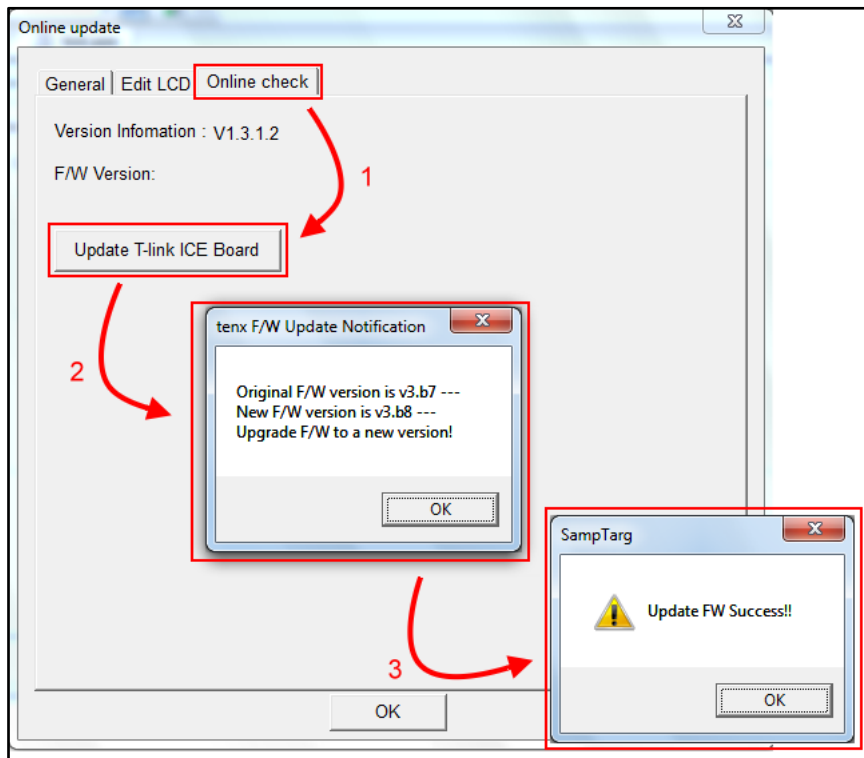 Online update
General
Edit LCD
Online check
Version Infomation : V1.3.1.2
1
F/W Version:
Update T-link ICE Board
2
tenx F/W Update Notification
Original F/W version is v3.b7 ---
New F/W version is v3.b8 ---
Upgrade F/W to a new version!
OK
SampTarg
Update FW Success!!
3
OK
OK